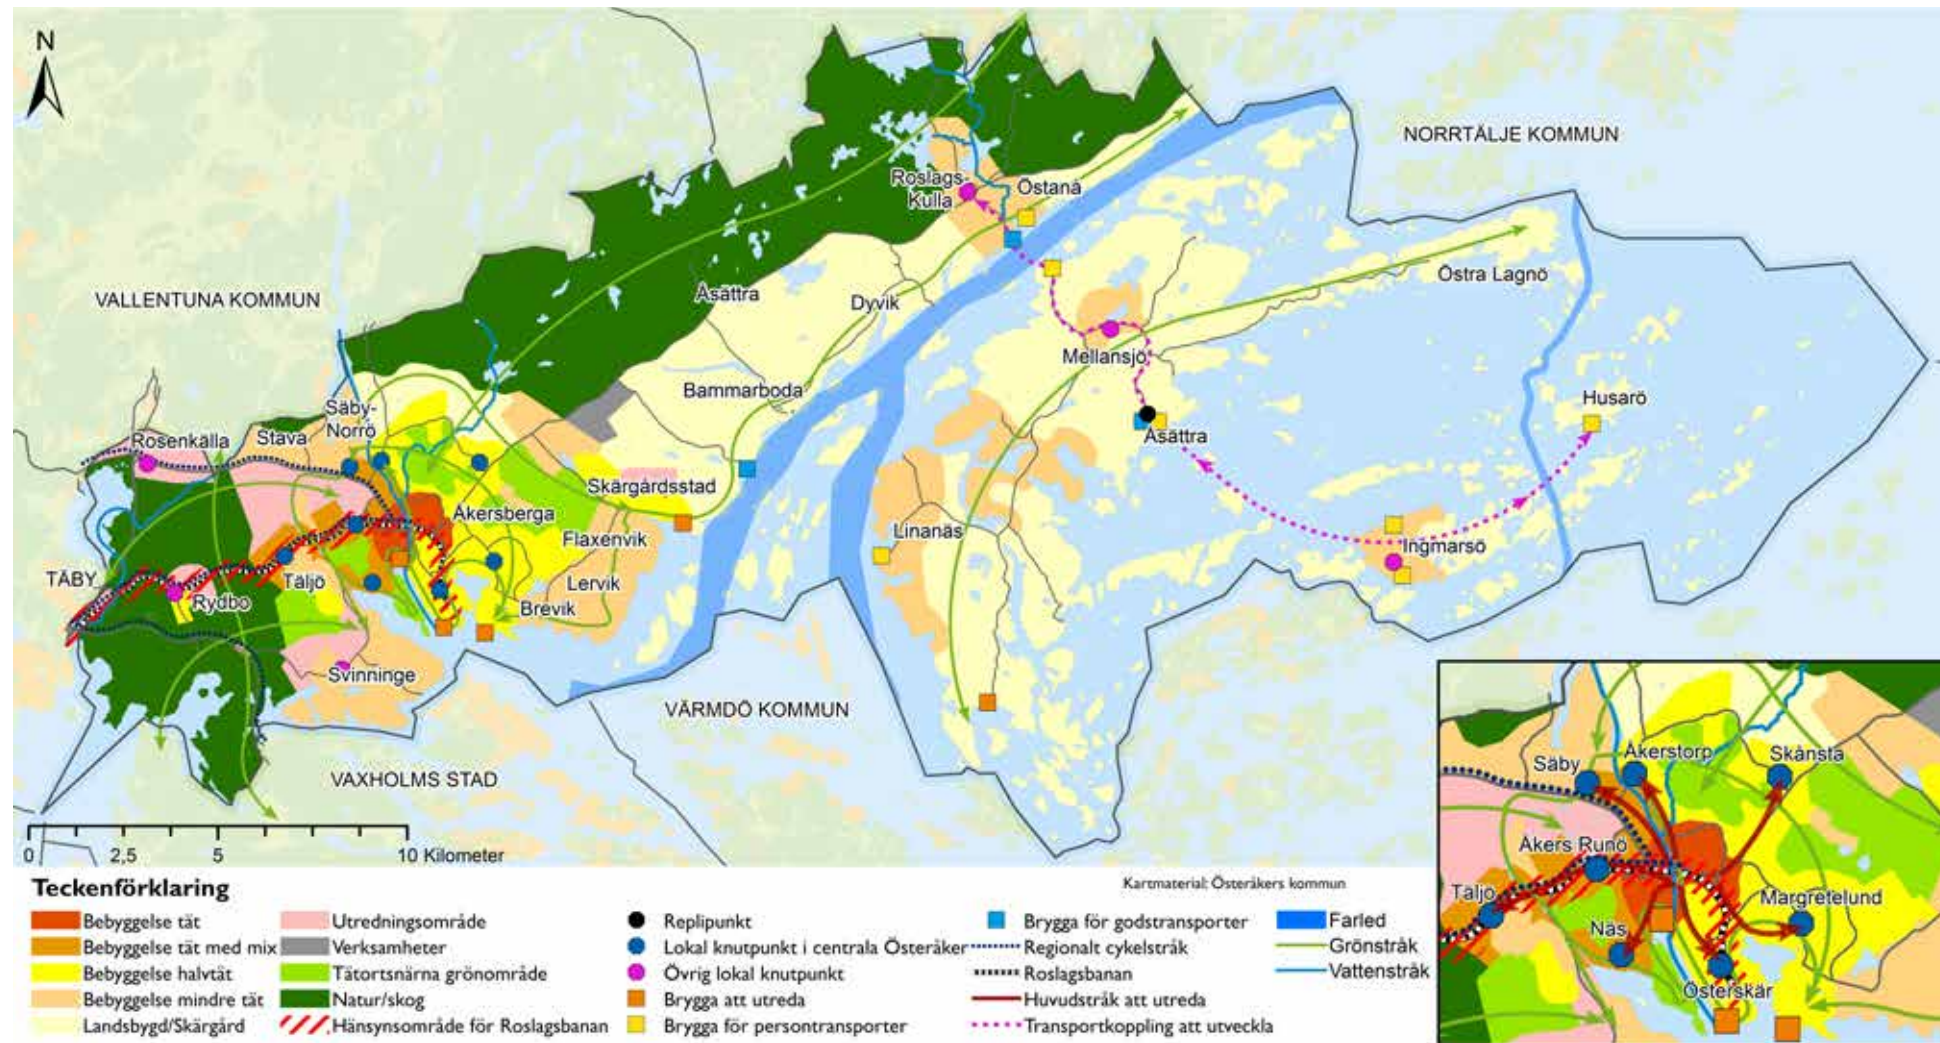 N
NORRTÄLJE KOMMUN
Roslags-
Kulla
Östanå
VALLENTUNA KOMMUN
Åsättra
Dyvik
Östra Lagnö
Mellansjö
Bammarboda
Husarö
Säby-
Norrö
Rosenkälla
Stava
Åsättra
Skärgårdsstad
Åkersberga
Linanäs
Flaxenvik
Ingmarsö
TÄBY
Täljö
Lervik
Rydbo
Brevik
Svinninge
VÄRMDÖ KOMMUN
VAXHOLMS STAD
0 2,5 5 10 Kilometer
Säby
Åkerstorp
Skånsta
Åkers Runö
Täljö
Margretelund
Näs
Österskär
Teckenförklaring
Kartmaterial: Österåkers kommun
Bebyggelse tät
Bebyggelse tät med mix
Bebyggelse halvtät
Bebyggelse mindre tät
Landsbygd/Skärgård
Utredningsområde
Verksamheter
Tätortsnärna grönområde
Natur/skog
Hänsynsområde för Roslagsbanan
Replipunkt
Lokal knutpunkt i centrala Österåker
Övrig lokal knutpunkt
Brygga att utreda
Brygga för persontransporter
Brygga för godstransporter
Regionalt cykelstråk
Roslagsbanan
Huvudstråk att utreda
Transportkoppling att utveckla
Farled
Grönstråk
Vattenstråk